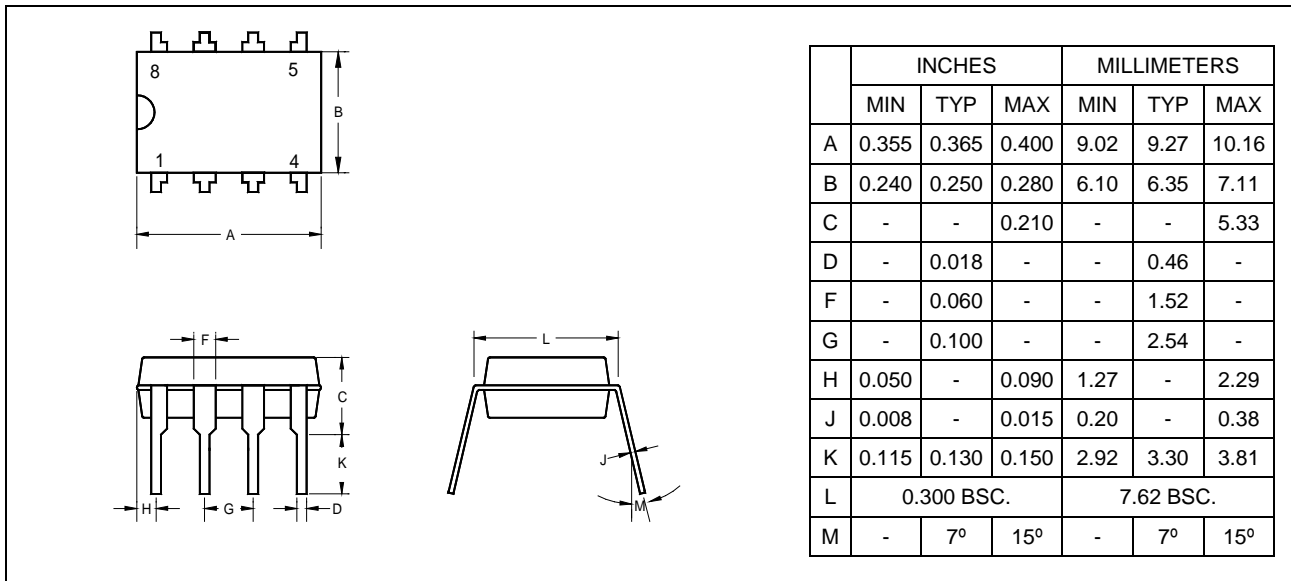 8 5
1 4
B
A
F
C
K
H G D
L
J
M
INCHES MILLIMETERS
MIN TYP MAX MIN TYP MAX
A 0.355 0.365 0.400 9.02 9.27 10.16
B 0.240 0.250 0.280 6.10 6.35 7.11
C - - 0.210 - - 5.33
D - 0.018 - - 0.46 -
F - 0.060 - - 1.52 -
G - 0.100 - - 2.54 -
H 0.050 - 0.090 1.27 - 2.29
J 0.008 - 0.015 0.20 - 0.38
K 0.115 0.130 0.150 2.92 3.30 3.81
L 0.300 BSC. 7.62 BSC.
M - 7º 15º - 7º 15º